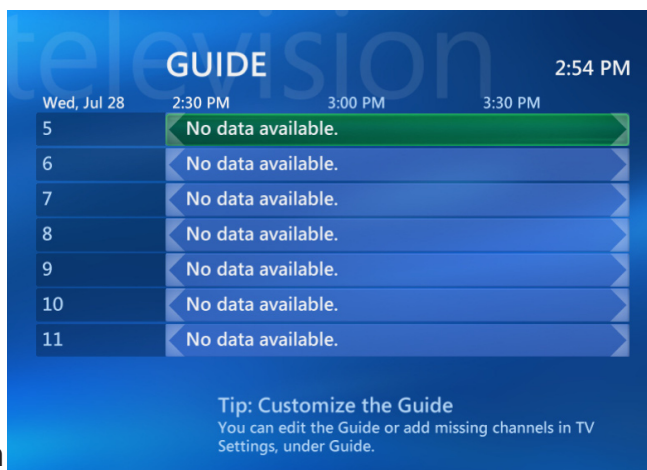 television
GUIDE 2:54 PM
Wed, Jul 28 2:30 PM 3:00 PM 3:30 PM
5 No data available.
6 No data available.
7 No data available.
8 No data available.
9 No data available.
10 No data available.
11 No data available.
Tip: Customize the Guide
You can edit the Guide or add missing channels in TV
Settings, under Guide.